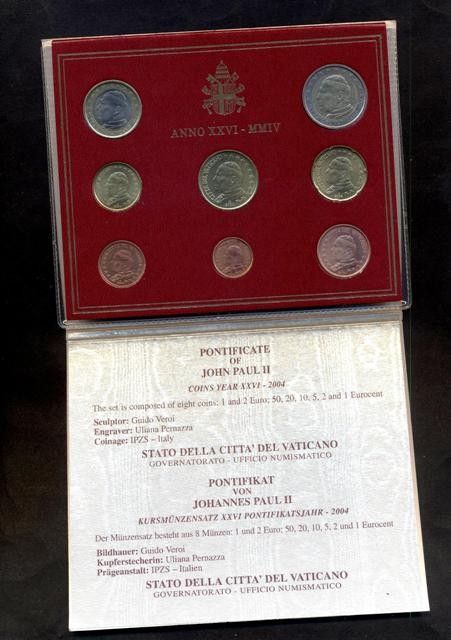 ANNO XXVI - MMIV
PONTIFICATE
OF
JOHN PAUL II
COINS YEAR XXVI - 2004
The set is composed of eight coins: 1 and 2 Euro; 50, 20, 10, 5, 2 and 1 Eurocent
Sculptor: Guido Veroi
Engraver: Uliana Pernazza
Coinage: IPZS – Italy
STATO DELLA CITTA' DEL VATICANO
GOVERNATORATO - UFFICIO NUMISMATICO
PONTIFIKAT
VON
JOHANNES PAUL II
KURSMÜNZENSATZ XXVI PONTIFIKATSJAHR - 2004
Der Münzensatz besteht aus 8 Münzen: 1 und 2 Euro; 50, 20, 10, 5, 2 und 1 Eurocent
Bildhauer: Guido Veroi
Kupferstecherin: Uliana Pernazza
Prägeanstalt: IPZS – Italien
STATO DELLA CITTA' DEL VATICANO
GOVERNATORATO - UFFICIO NUMISMATICO